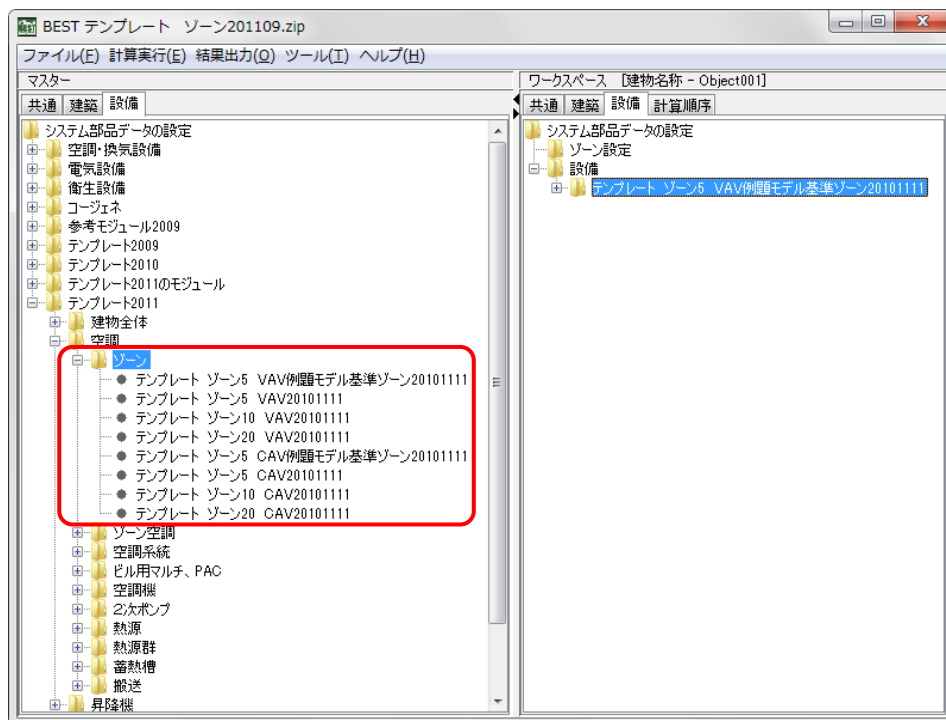 BEST テンプレート ゾーン201109.zip
ファイル(F) 計算実行(E) 結果出力(O) ツール(T) ヘルプ(H)
マスター
共通 建築 設備
システム部品データの設定
空調・換気設備
電気設備
衛生設備
コージェネ
参考モジュール2009
テンプレート2009
テンプレート2010
テンプレート2011のモジュール
テンプレート2011
建物全体
空調
ゾーン
テンプレート ゾーン5 VAV例題モデル基準ゾーン20101111
テンプレート ゾーン5 VAV20101111
テンプレート ゾーン10 VAV20101111
テンプレート ゾーン20 VAV20101111
テンプレート ゾーン5 CAV例題モデル基準ゾーン20101111
テンプレート ゾーン5 CAV20101111
テンプレート ゾーン10 CAV20101111
テンプレート ゾーン20 CAV20101111
ゾーン空調
空調系統
ビル用マルチ、PAC
空調機
2次ポンプ
熱源
熱源群
蓄熱槽
搬送
昇降機
ワークスペース [建物名称 - Object001]
共通 建築 設備 計算順序
システム部品データの設定
ゾーン設定
設備
テンプレート ゾーン5 VAV例題モデル基準ゾーン20101111